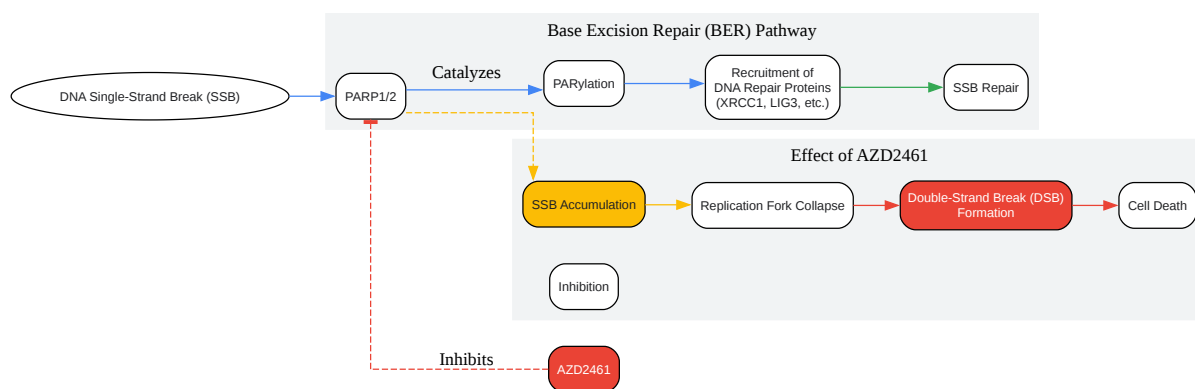 Base Excision Repair (BER) Pathway
DNA Single-Strand Break (SSB)
PARP1/2
Catalyzes
PARylation
Recruitment of
DNA Repair Proteins
(XRCC1, LIG3, etc.)
SSB Repair
Effect of AZD2461
SSB Accumulation
Replication Fork Collapse
Double-Strand Break (DSB)
Formation
Cell Death
Inhibition
Inhibits
AZD2461